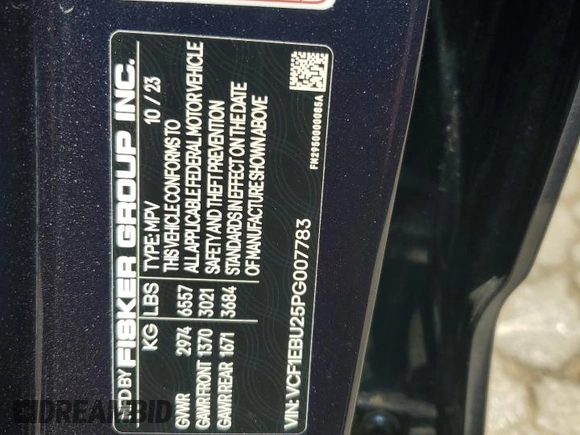 D BY FISKER GROUP INC.
KG LBS TYPE: MPV 10 / 23
GVWR 2974 6557 THIS VEHICLE CONFORMS TO
GAWR FRONT 1370 3021 ALL APPLICABLE FEDERAL MOTOR VEHICLE
GAWR REAR 1671 3684 SAFETY AND THEFT PREVENTION
STANDARDS IN EFFECT ON THE DATE
OF MANUFACTURE SHOWN ABOVE
FM29S0000085A
VIN: VCF1EBU25PG007783
DREAMBID